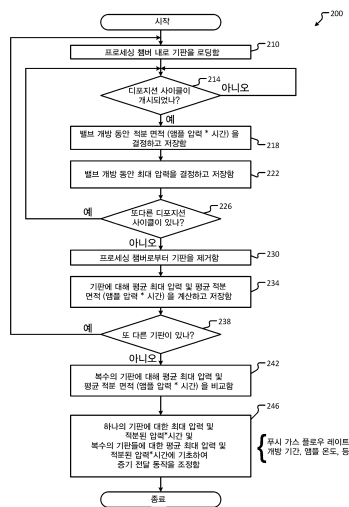 시작
200
프로세싱 챔버 내로 기판을 로딩함
210
디포지션 사이클이
개시되었나?
214
아니오
예
밸브 개방 동안 적분 면적 (앰플 압력 * 시간) 을
결정하고 저장함
218
밸브 개방 동안 최대 압력을 결정하고 저장함
222
또다른 디포지션
사이클이 있나?
226
예
아니오
프로세싱 챔버로부터 기판을 제거함
230
기판에 대해 평균 최대 압력 및 평균 적분
면적 (앰플 압력 * 시간) 을 계산하고 저장함
234
또 다른 기판이 있나?
238
예
아니오
복수의 기판에 대해 평균 최대 압력 및
평균 적분 면적 (앰플 압력 * 시간) 을 비교함
242
하나의 기판에 대한 최대 압력 및
적분된 압력*시간 및
복수의 기판들에 대한 평균 최대 압력 및
적분된 압력*시간에 기초하여
증기 전달 동작을 조정함
246
푸시 가스 플로우 레이트
개방 기간, 앰플 온도, 등
종료